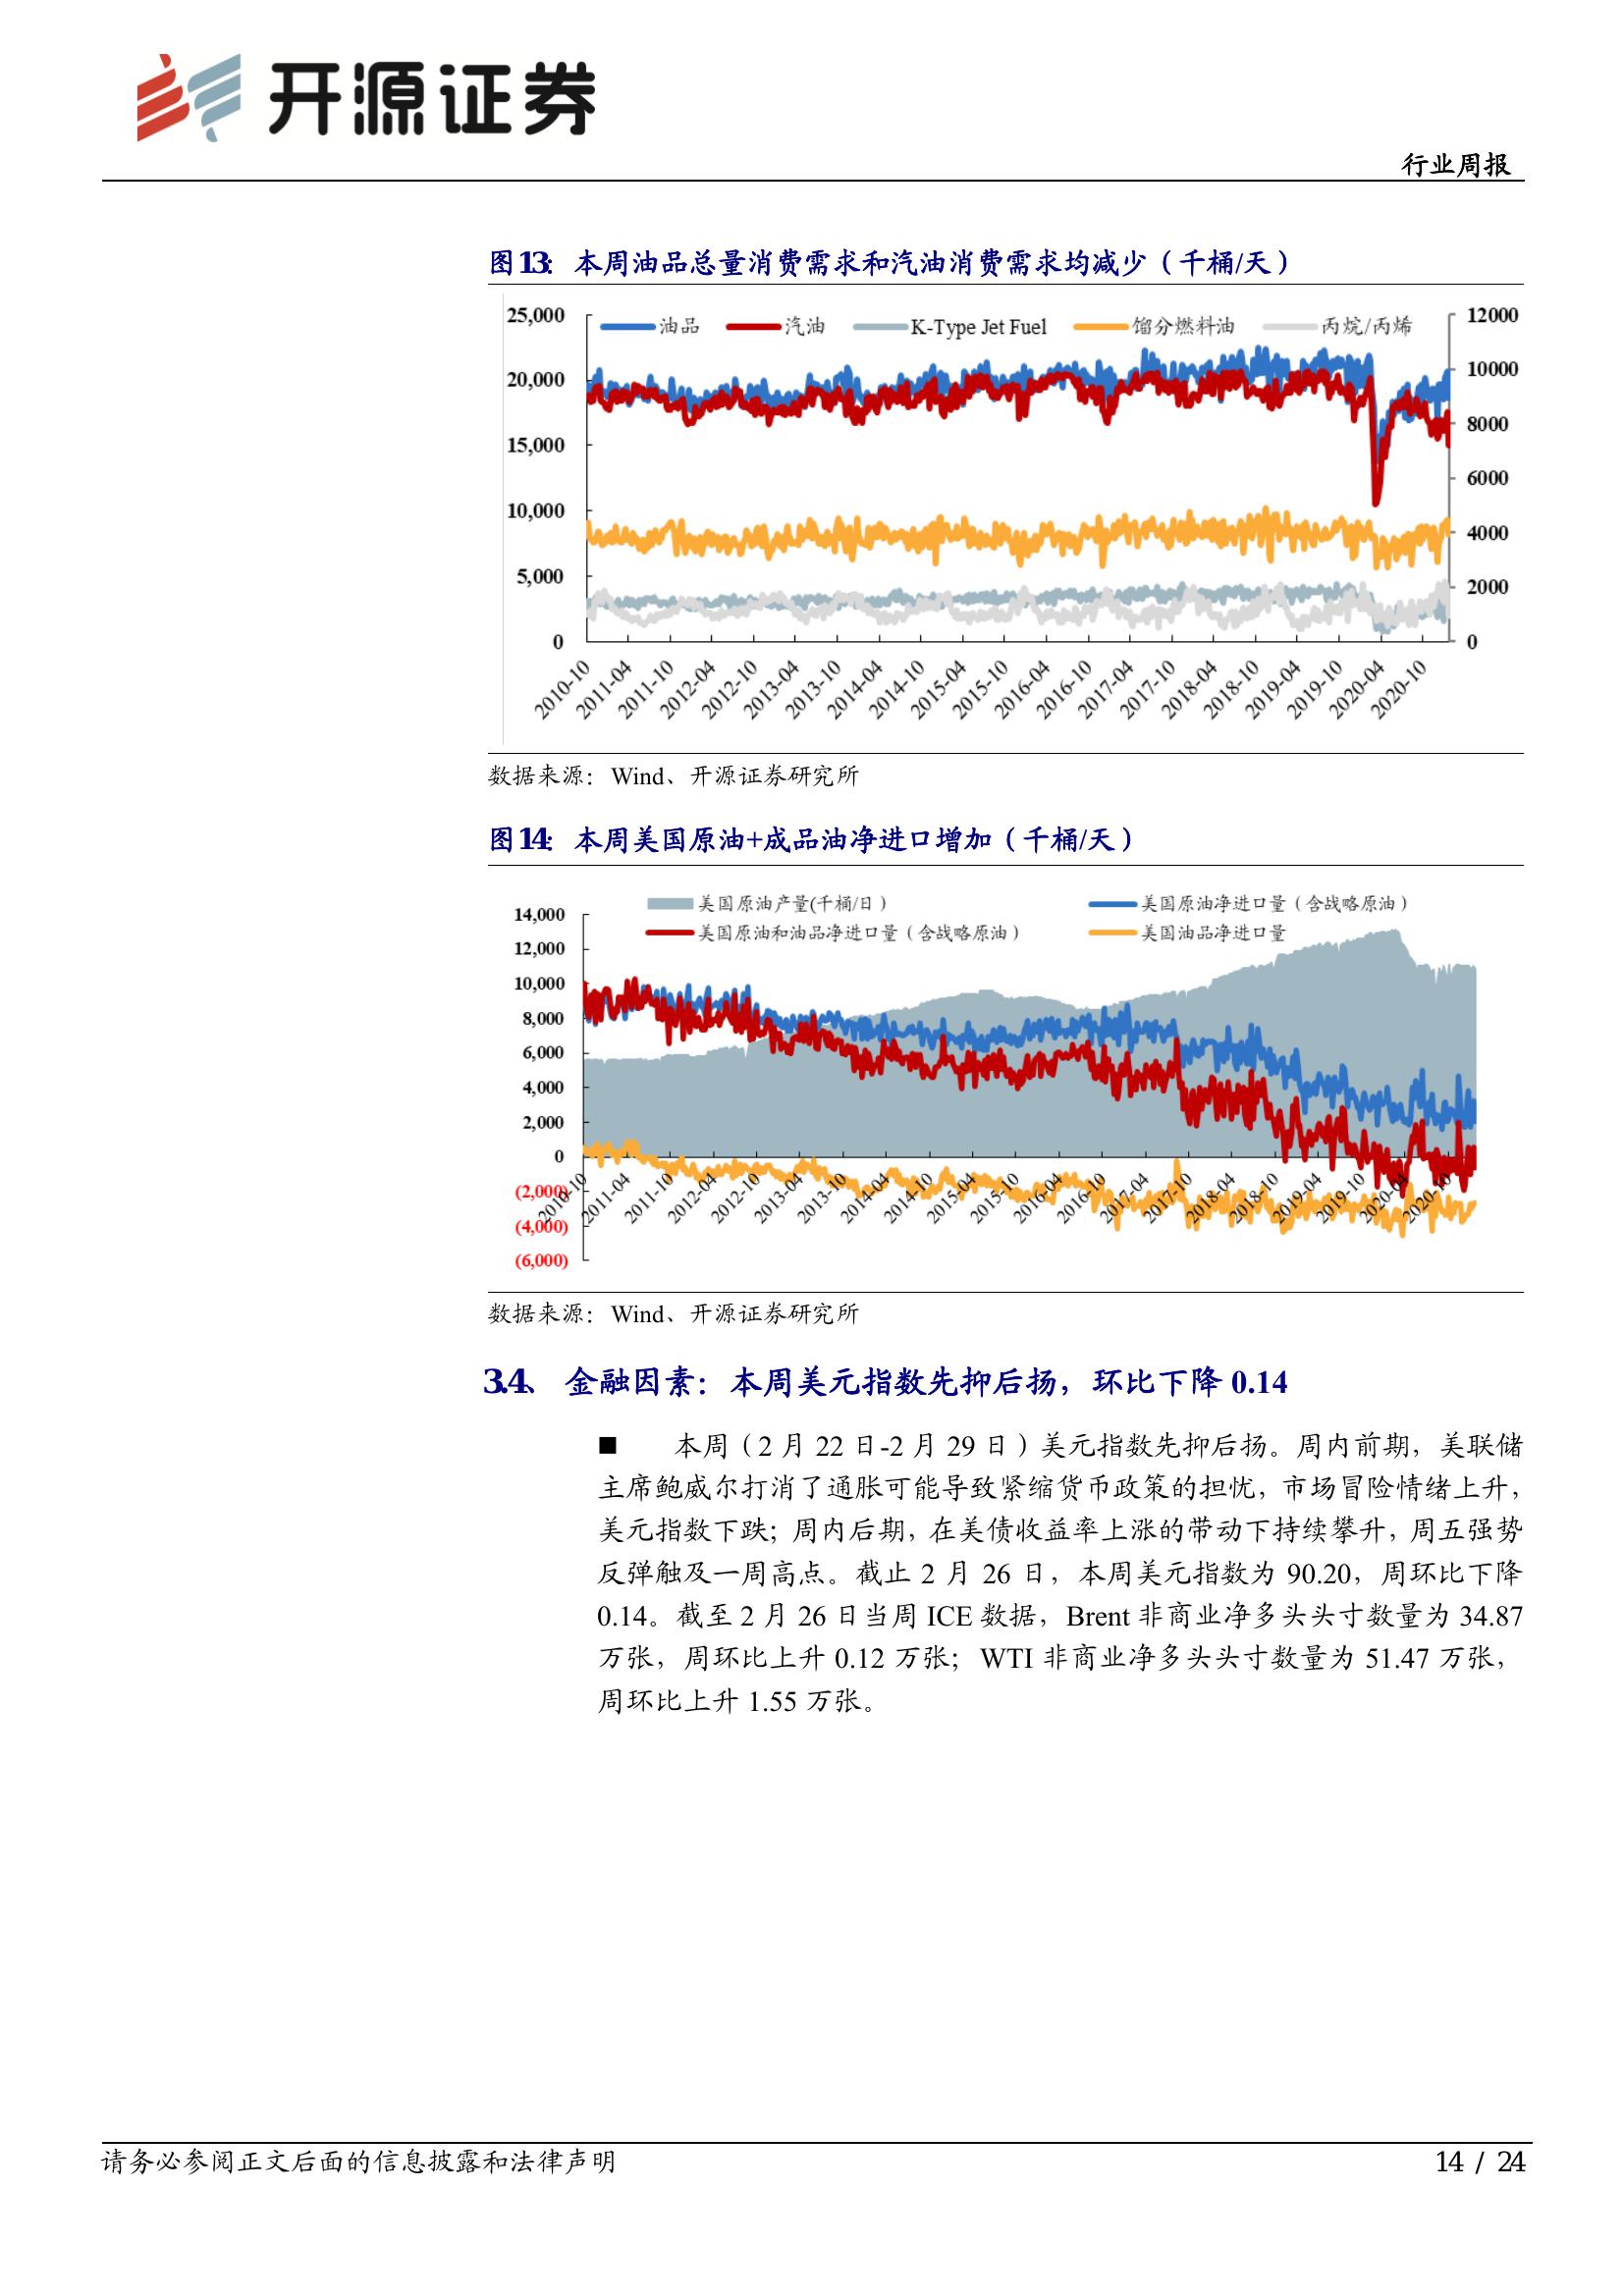 开源证券
行业周报
图13： 本周油品总量消费需求和汽油消费需求均减少（千桶/天）
油品 汽油 K-Type Jet Fuel 馏分燃料油 丙烷/丙烯
25,000
20,000
15,000
10,000
5,000
0
12000
10000
8000
6000
4000
2000
0
2010-10 2011-04 2011-10 2012-04 2012-10 2013-04 2013-10 2014-04 2014-10 2015-04 2015-10 2016-04 2016-10 2017-04 2017-10 2018-04 2018-10 2019-04 2019-10 2020-04 2020-10
数据来源：Wind、开源证券研究所
图14： 本周美国原油+成品油净进口增加（千桶/天）
美国原油产量(千桶/日） 美国原油净进口量（含战略原油）
美国原油和油品净进口量（含战略原油） 美国油品净进口量
14,000
12,000
10,000
8,000
6,000
4,000
2,000
0
(2,000)
(4,000)
(6,000)
2010-10 2011-04 2011-10 2012-04 2012-10 2013-04 2013-10 2014-04 2014-10 2015-04 2015-10 2016-04 2016-10 2017-04 2017-10 2018-04 2018-10 2019-04 2019-10 2020-04 2020-10
数据来源：Wind、开源证券研究所
3.4、 金融因素：本周美元指数先抑后扬，环比下降 0.14
■ 本周（2 月 22 日-2 月 29 日）美元指数先抑后扬。周内前期，美联储
主席鲍威尔打消了通胀可能导致紧缩货币政策的担忧，市场冒险情绪上升，
美元指数下跌；周内后期，在美债收益率上涨的带动下持续攀升，周五强势
反弹触及一周高点。截止 2 月 26 日，本周美元指数为 90.20，周环比下降
0.14。截至 2 月 26 日当周 ICE 数据，Brent 非商业净多头头寸数量为 34.87
万张，周环比上升 0.12 万张；WTI 非商业净多头头寸数量为 51.47 万张，
周环比上升 1.55 万张。
请务必参阅正文后面的信息披露和法律声明
14 / 24